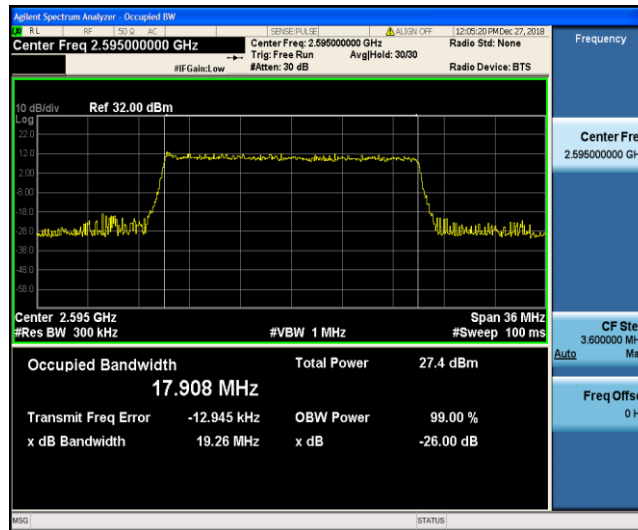 Agilent Spectrum Analyzer - Occupied BW
RL RF 50 Ω AC SENSE:PULSE ALIGN OFF 12:05:20 PM Dec 27, 2018
Center Freq 2.595000000 GHz Center Freq: 2.595000000 GHz Radio Std: None
Trig: Free Run Avg|Hold: 30/30
#IFGain:Low #Atten: 30 dB Radio Device: BTS
10 dB/div Ref 32.00 dBm
Log
22.0
12.0
2.00
-8.00
-18.0
-28.0
-38.0
-48.0
-58.0
Center 2.595 GHz Span 36 MHz
#Res BW 300 kHz #VBW 1 MHz #Sweep 100 ms
Occupied Bandwidth Total Power 27.4 dBm
17.908 MHz
Transmit Freq Error -12.945 kHz OBW Power 99.00 %
x dB Bandwidth 19.26 MHz x dB -26.00 dB
MSG STATUS
Frequency
Center Fre
2.595000000 GH
CF Ste
3.600000 MH
Auto Ma
Freq Offse
0 H